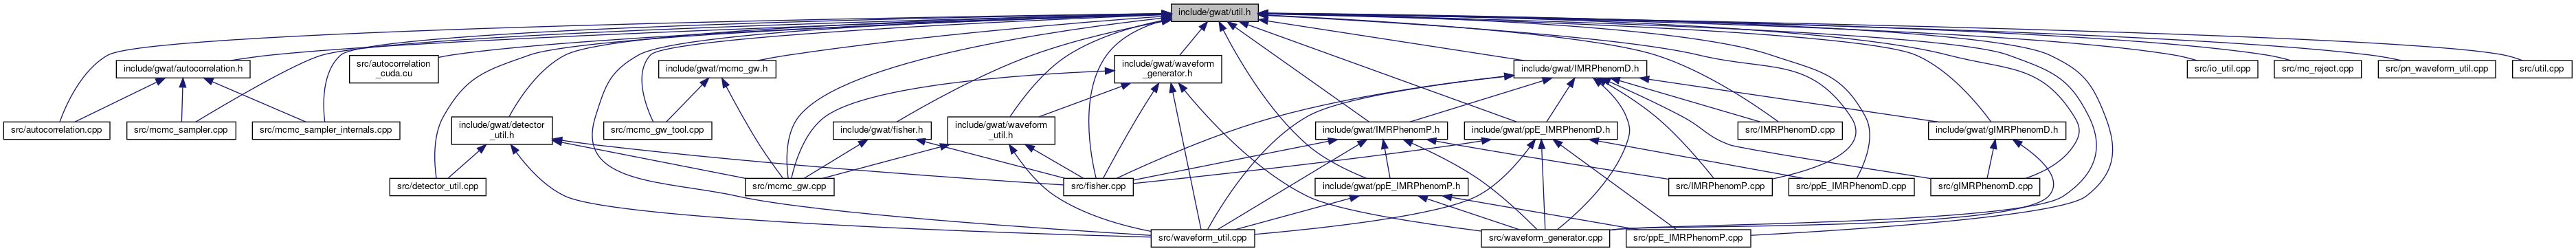 include/gwat/util.h
include/gwat/autocorrelation.h
src/autocorrelation
_cuda.cu
include/gwat/mcmc_gw.h
include/gwat/waveform
_generator.h
include/gwat/IMRPhenomD.h
src/io_util.cpp
src/mc_reject.cpp
src/pn_waveform_util.cpp
src/util.cpp
src/autocorrelation.cpp
src/mcmc_sampler.cpp
src/mcmc_sampler_internals.cpp
include/gwat/detector
_util.h
src/mcmc_gw_tool.cpp
include/gwat/fisher.h
include/gwat/waveform
_util.h
include/gwat/IMRPhenomP.h
include/gwat/ppE_IMRPhenomD.h
src/IMRPhenomD.cpp
include/gwat/gIMRPhenomD.h
src/detector_util.cpp
src/mcmc_gw.cpp
src/fisher.cpp
include/gwat/ppE_IMRPhenomP.h
src/IMRPhenomP.cpp
src/ppE_IMRPhenomD.cpp
src/gIMRPhenomD.cpp
src/waveform_util.cpp
src/waveform_generator.cpp
src/ppE_IMRPhenomP.cpp